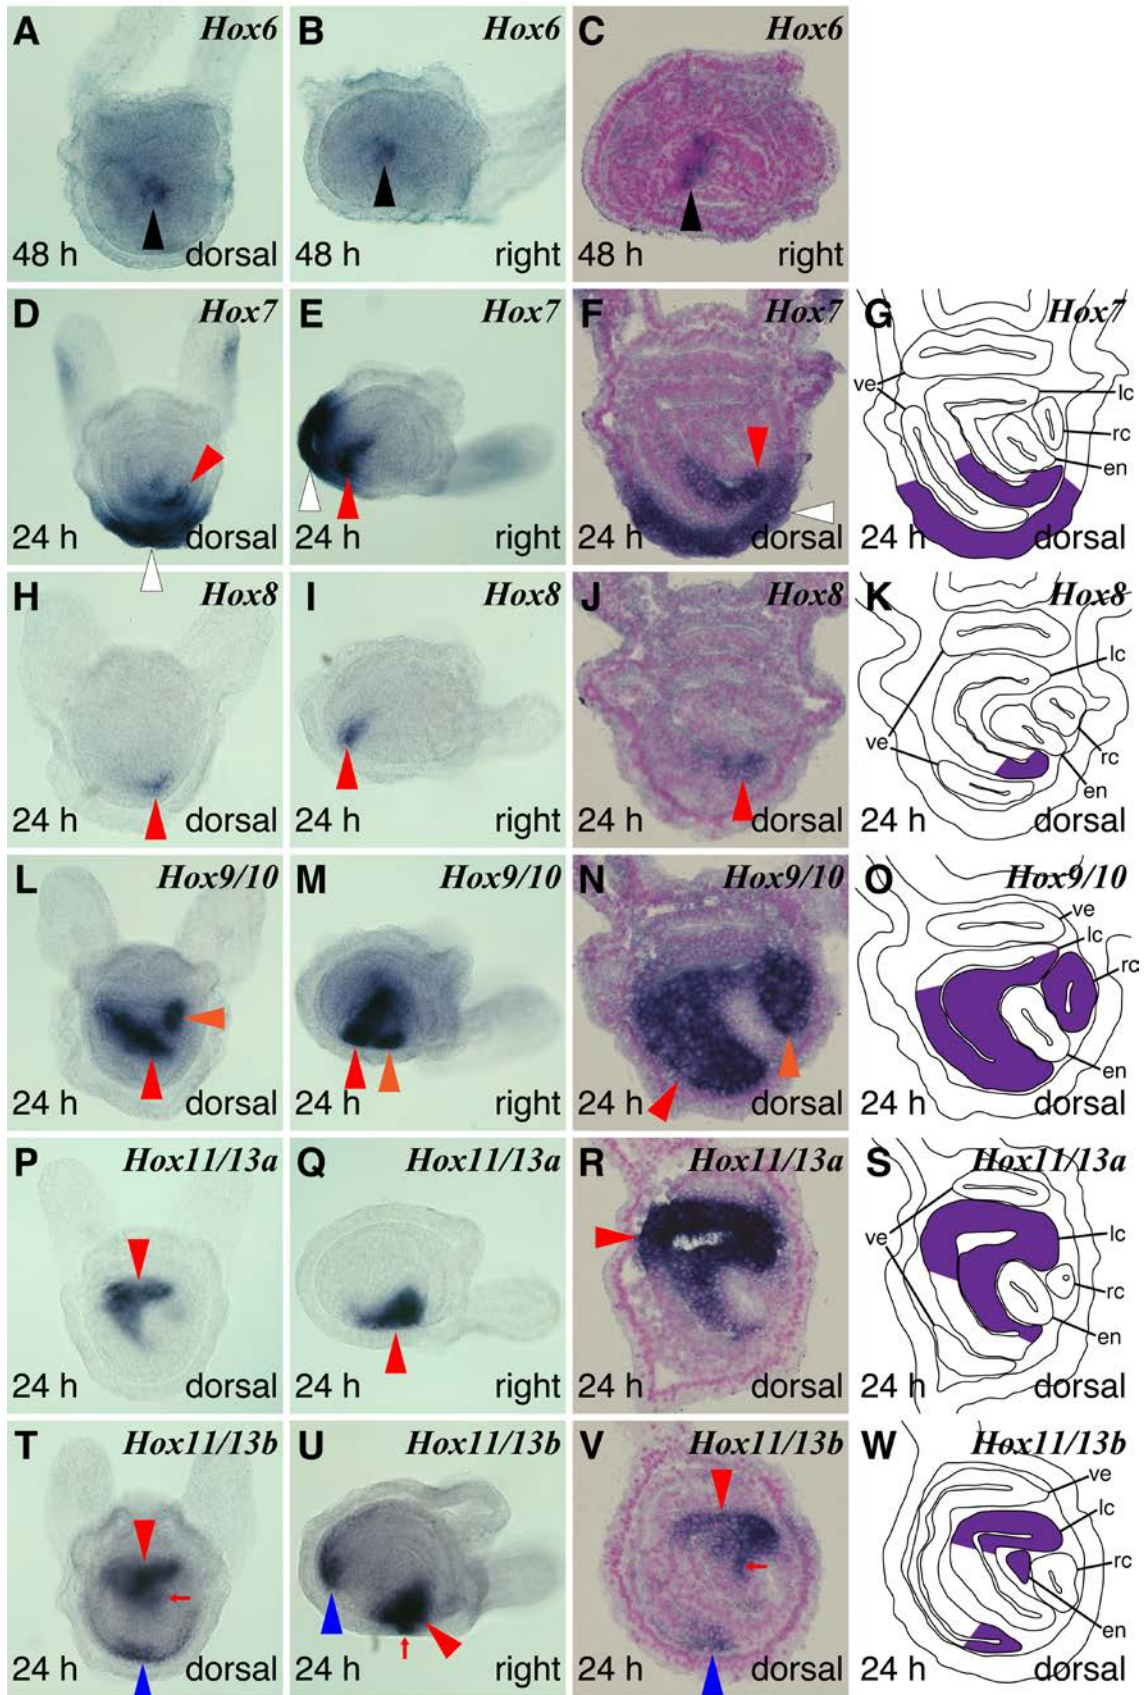 A Hox6
48 h dorsal
B Hox6
48 h right
C Hox6
48 h right
D Hox7
24 h dorsal
E Hox7
24 h right
F Hox7
24 h dorsal
G Hox7
ve
lc
rc
en
24 h dorsal
H Hox8
24 h dorsal
I Hox8
24 h right
J Hox8
24 h dorsal
K Hox8
lc
ve
rc
en
24 h dorsal
L Hox9/10
24 h dorsal
M Hox9/10
24 h right
N Hox9/10
24 h dorsal
O Hox9/10
ve
lc
rc
en
24 h dorsal
P Hox11/13a
24 h dorsal
Q Hox11/13a
24 h right
R Hox11/13a
24 h dorsal
S Hox11/13a
ve
lc
rc
en
24 h dorsal
T Hox11/13b
24 h dorsal
U Hox11/13b
24 h right
V Hox11/13b
24 h dorsal
W Hox11/13b
ve
lc
rc
en
24 h dorsal